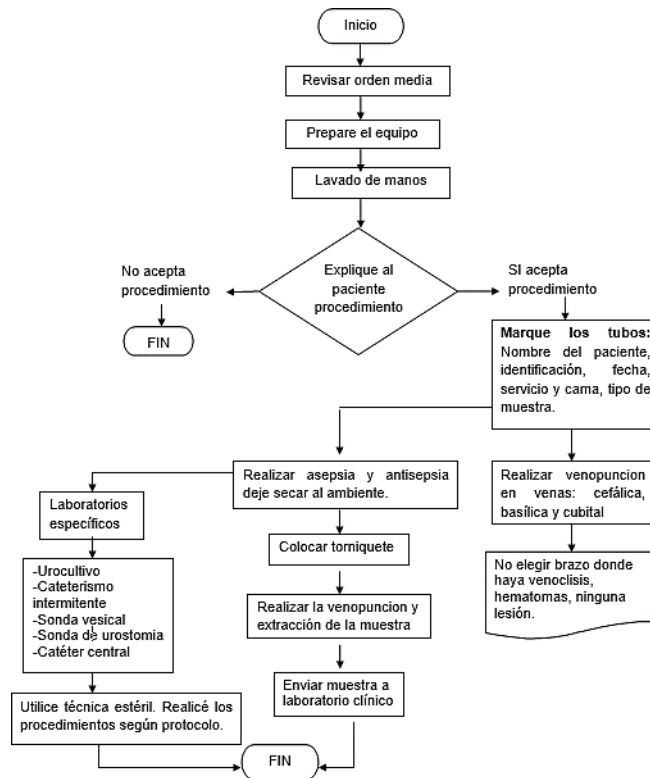 Inicio
Revisar orden media
Prepare el equipo
Lavado de manos
Explique al
paciente
procedimiento
No acepta
procedimiento
FIN
SI acepta
procedimiento
Marque los tubos:
Nombre del paciente,
identificación, fecha,
servicio y cama, tipo de
muestra.
Realizar venopuncion
en venas: cefálica,
basílica y cubital
No elegir brazo donde
haya venoclisis,
hematomas, ninguna
lesión.
Realizar asepsia y antisepsia
deje secar al ambiente.
Colocar torniquete
Realizar la venopuncion y
extracción de la muestra
Enviar muestra a
laboratorio clínico
Laboratorios
específicos
-Urocultivo
-Cateterismo
intermitente
-Sonda vesical
-Sonda de urostomia
-Catéter central
Utilice técnica estéril. Realicé los
procedimientos según protocolo.
FIN